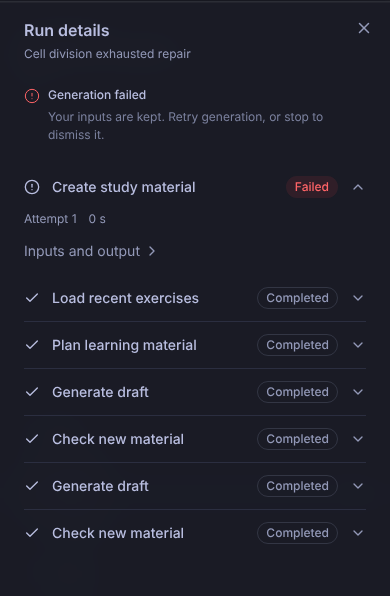 Run details
Cell division exhausted repair
Generation failed
Your inputs are kept. Retry generation, or stop to
dismiss it.
Create study material Failed
Attempt 1 0 s
Inputs and output
Load recent exercises Completed
Plan learning material Completed
Generate draft Completed
Check new material Completed
Generate draft Completed
Check new material Completed